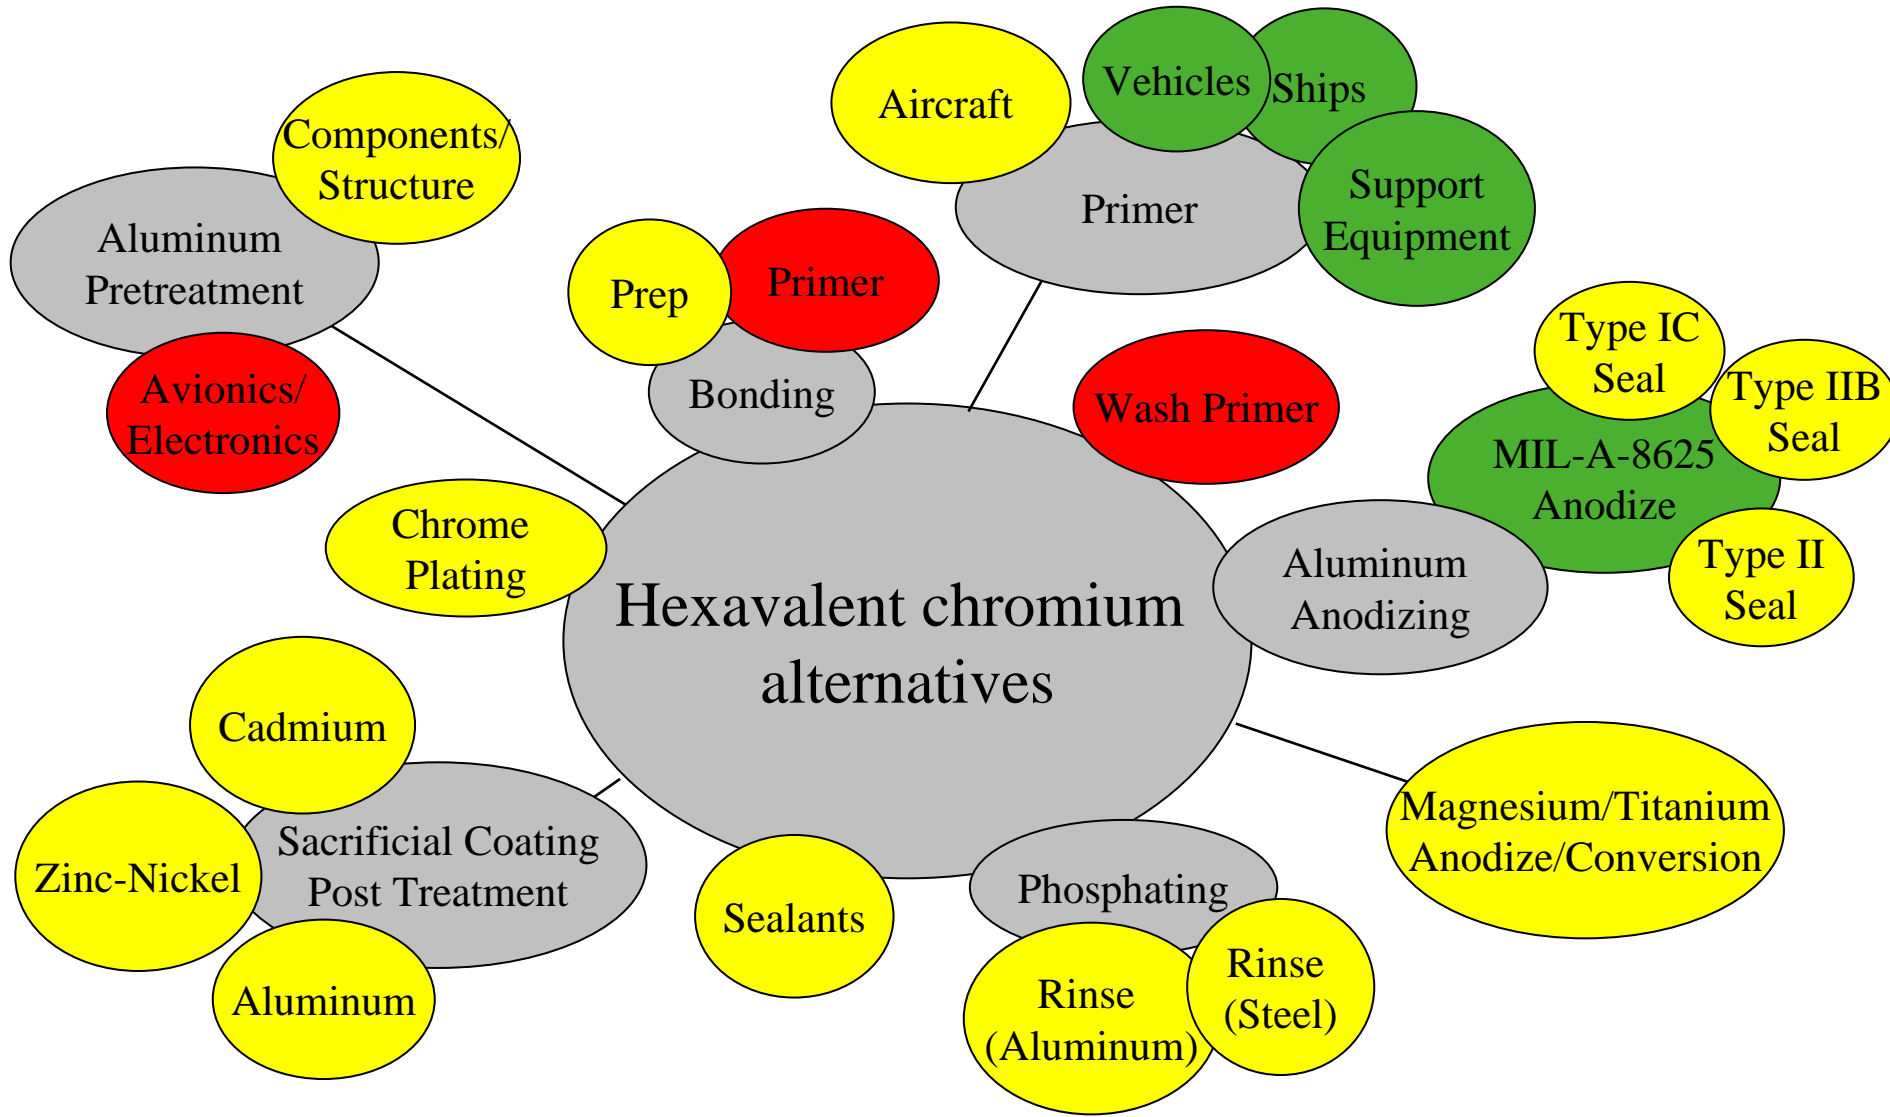 Vehicles
Ships
Aircraft
Components/
Structure
Support
Equipment
Primer
Aluminum
Pretreatment
Prep
Primer
Type IC
Seal
Type IIB
Seal
Avionics/
Electronics
Bonding
Wash Primer
MIL-A-8625
Anodize
Chrome
Plating
Type II
Seal
Aluminum
Anodizing
Hexavalent chromium
alternatives
Cadmium
Magnesium/Titanium
Anodize/Conversion
Sacrificial Coating
Post Treatment
Zinc-Nickel
Sealants
Phosphating
Aluminum
Rinse
(Aluminum)
Rinse
(Steel)